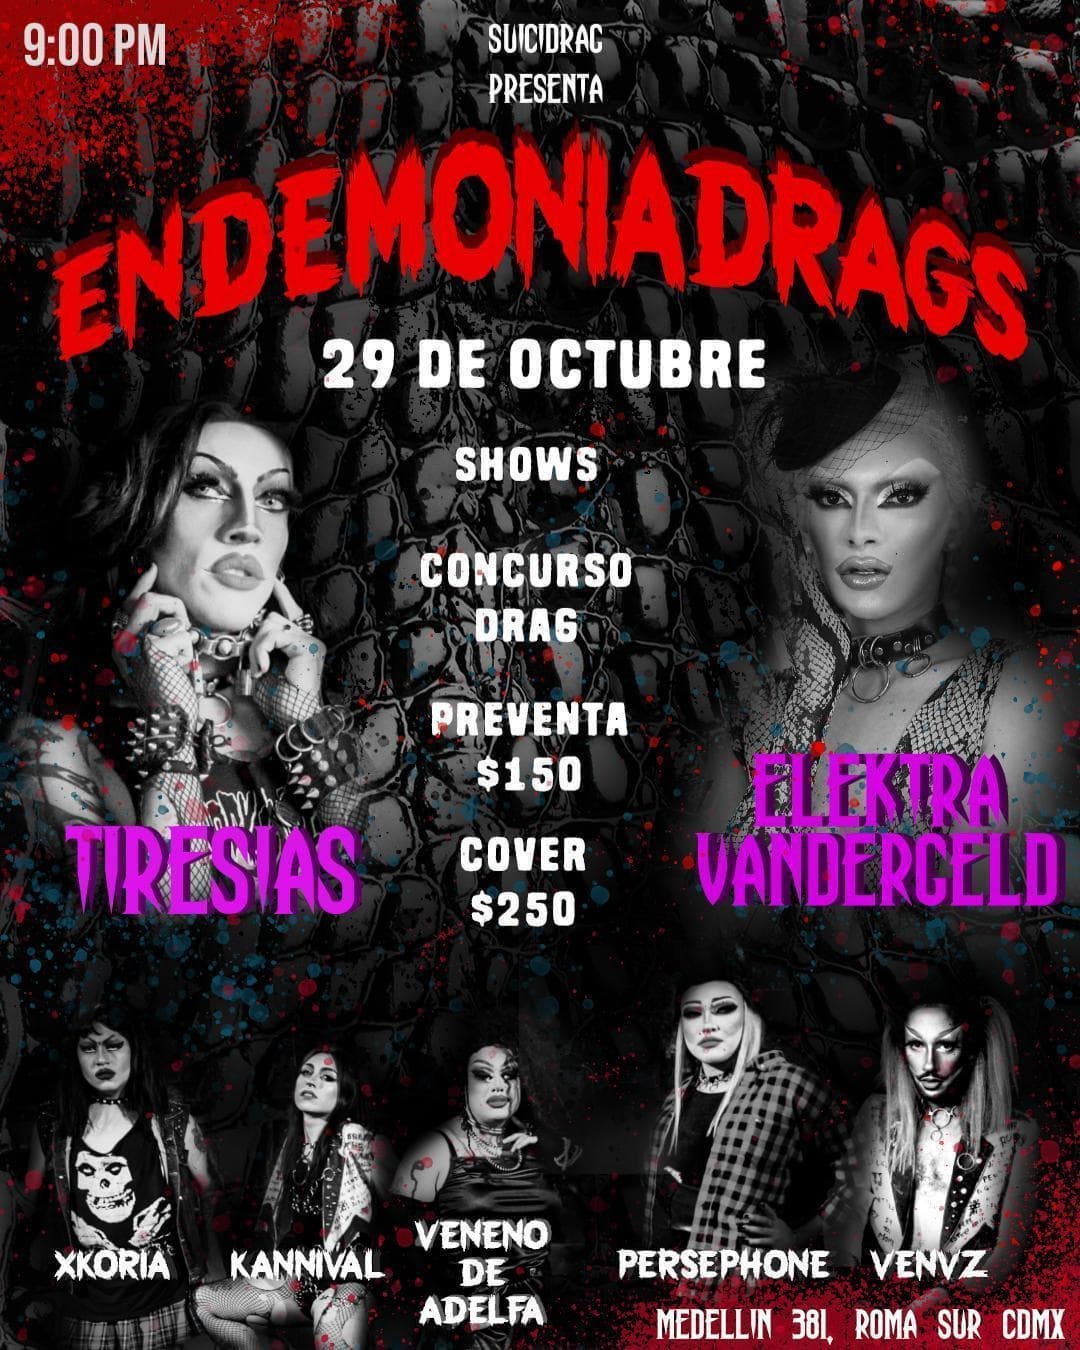 9:00 PM
SUICIDRAG
PRESENTA
ENDEMONIADRAGS
29 DE OCTUBRE
SHOWS
CONCURSO
DRAG
PREVENTA
$150
COVER
$250
TIRESIAS
ELEKTRA
VANDERGELD
XKORIA
KANNIVAL
VENENO
DE
ADELFA
PERSEPHONE
VENVZ
MEDELLIN 381, ROMA SUR CDMX